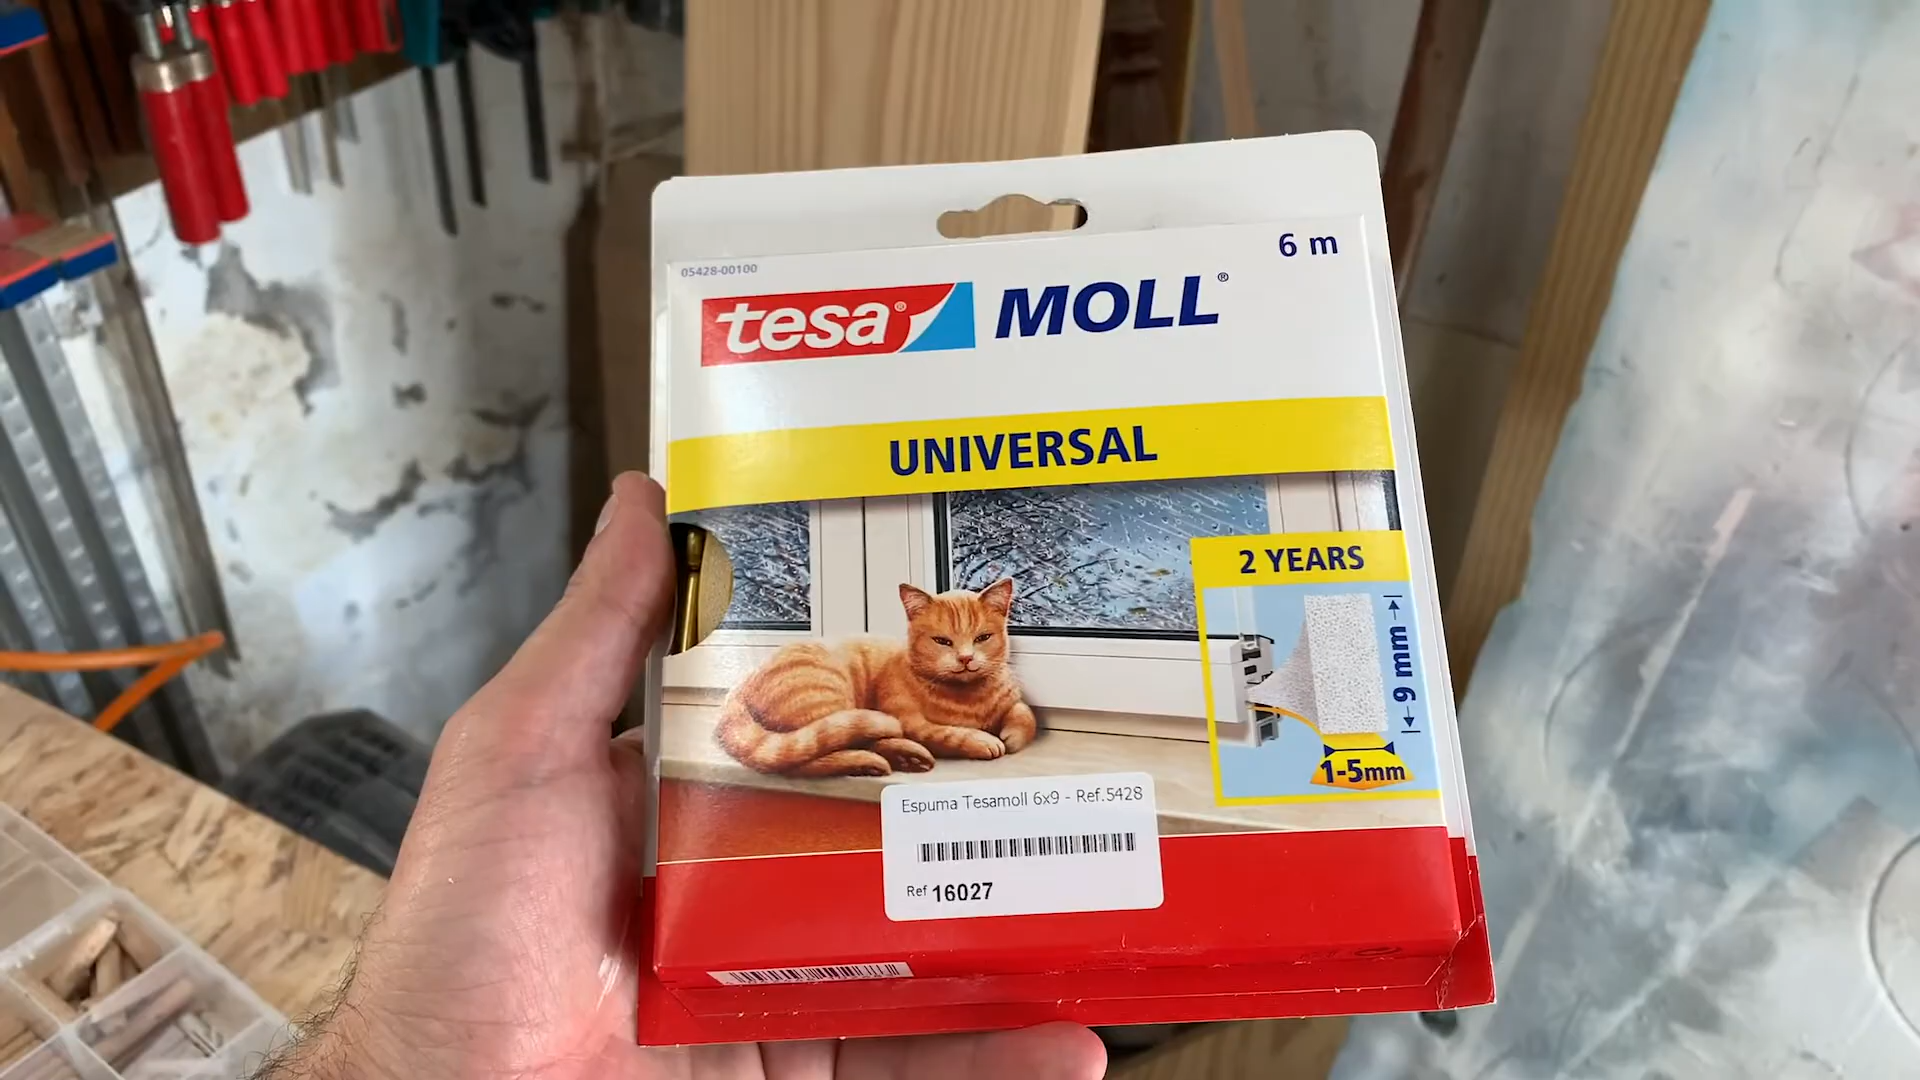 6 m
05428-00100
tesa® MOLL®
UNIVERSAL
2 YEARS
9 mm
1-5mm
Espuma Tesamoll 6x9 - Ref.5428
Ref 16027